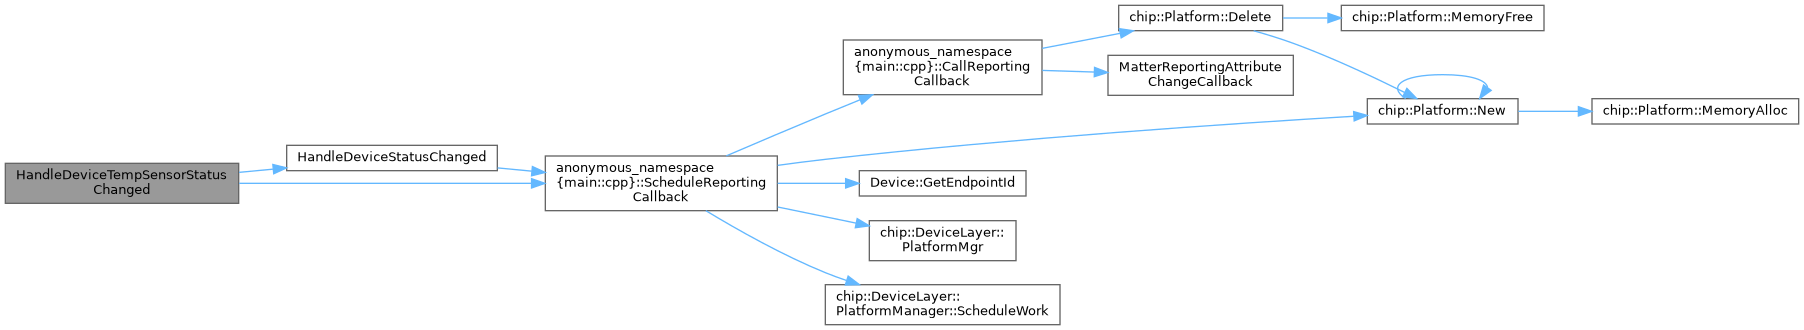 HandleDeviceTempSensorStatus
Changed
HandleDeviceStatusChanged
anonymous_namespace
{main::cpp}::ScheduleReporting
Callback
anonymous_namespace
{main::cpp}::CallReporting
Callback
chip::Platform::Delete
chip::Platform::MemoryFree
MatterReportingAttribute
ChangeCallback
chip::Platform::New
chip::Platform::MemoryAlloc
Device::GetEndpointId
chip::DeviceLayer::
PlatformMgr
chip::DeviceLayer::
PlatformManager::ScheduleWork